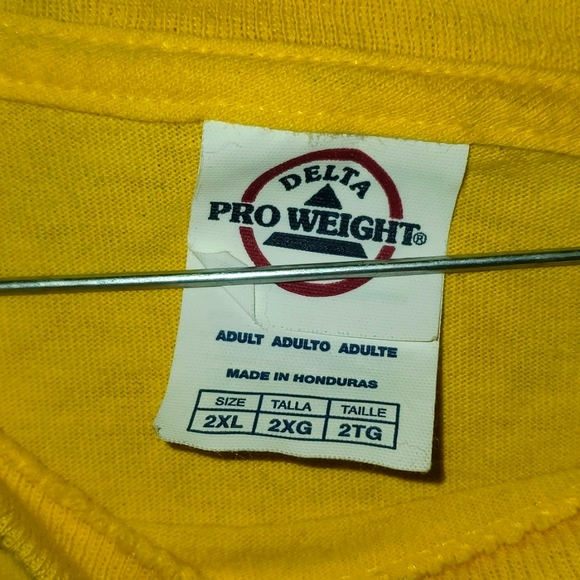 DELTA
PRO WEIGHT®
ADULT ADULTO ADULTE
MADE IN HONDURAS
SIZE TALLA TAILLE
2XL 2XG 2TG